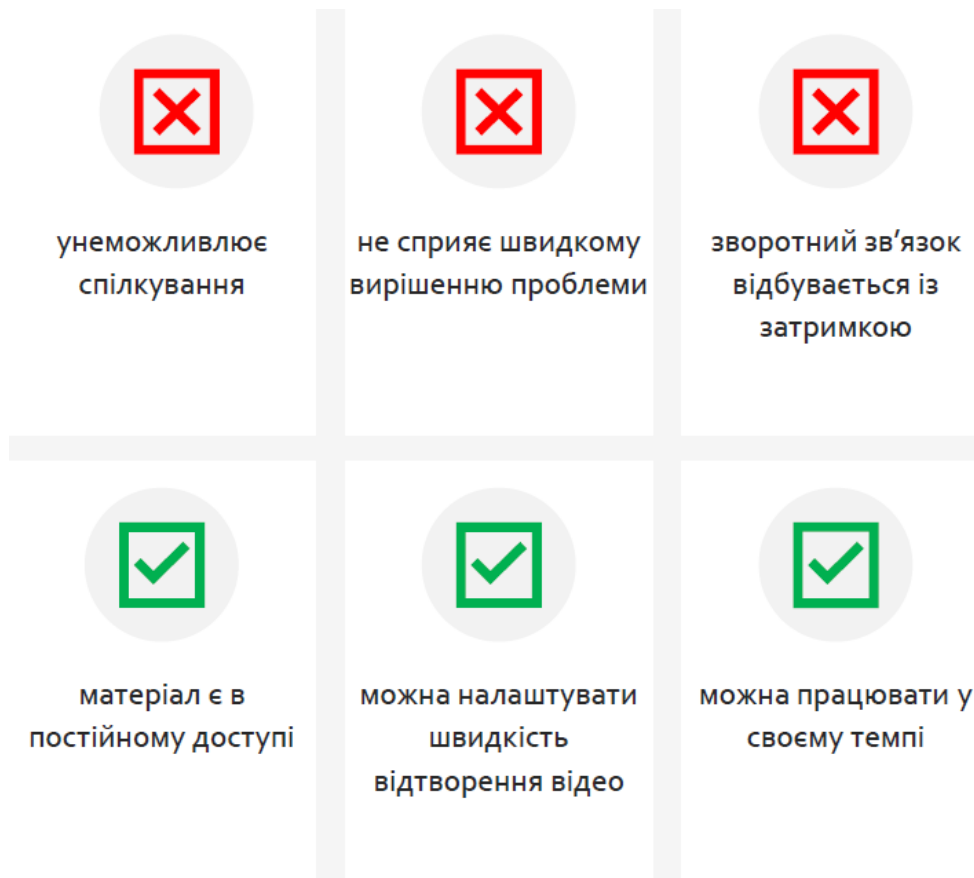 унеможливлює
спілкування
не сприяє швидкому
вирішенню проблеми
зворотний зв’язок
відбувається із
затримкою
матеріал є в
постійному доступі
можна налаштувати
швидкість
відтворення відео
можна працювати у
своєму темпі